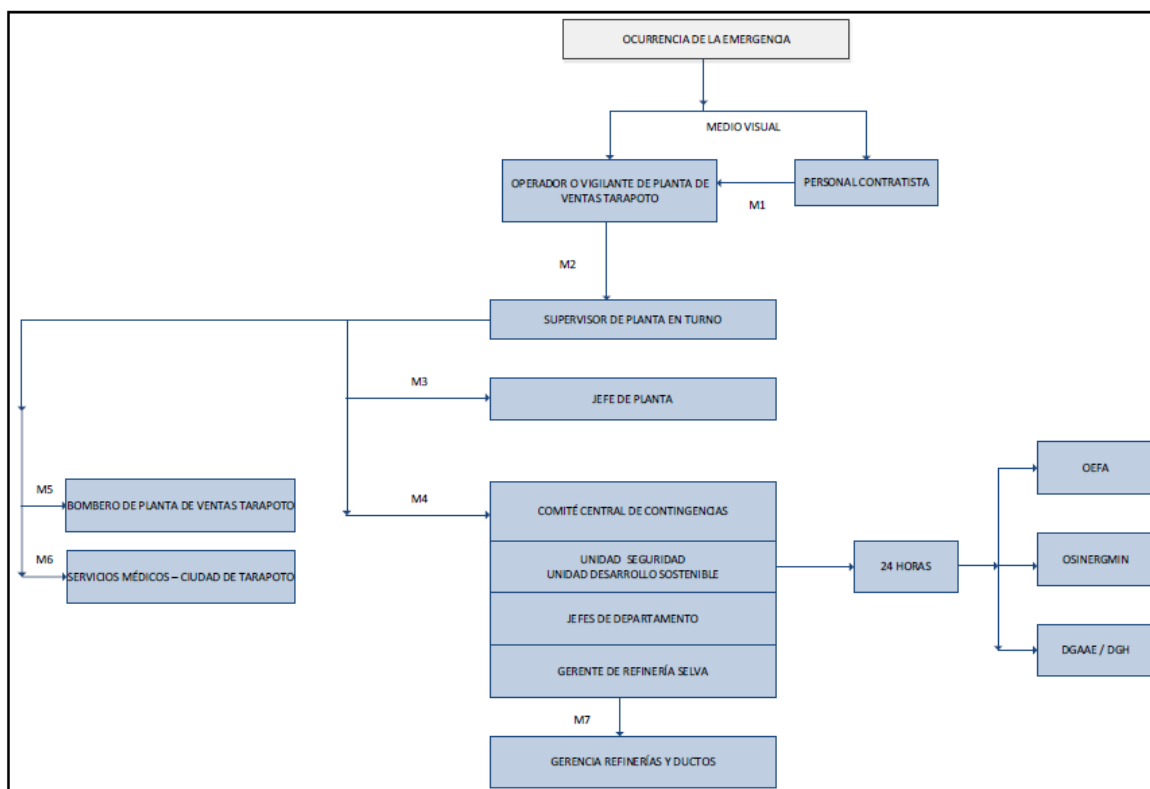 OCURRENCIA DE LA EMERGENCIA
MEDIO VISUAL
OPERADOR O VIGILANTE DE PLANTA DE
VENTAS TARAPOTO
PERSONAL CONTRATISTA
M1
M2
SUPERVISOR DE PLANTA EN TURNO
M3
JEFE DE PLANTA
M4
COMITÉ CENTRAL DE CONTINGENCIAS
UNIDAD SEGURIDAD
UNIDAD DESARROLLO SOSTENIBLE
JEFES DE DEPARTAMENTO
GERENTE DE REFINERÍA SELVA
M5
BOMBERO DE PLANTA DE VENTAS TARAPOTO
M6
SERVICIOS MÉDICOS – CIUDAD DE TARAPOTO
24 HORAS
OEFA
OSINERGMIN
DGAAE / DGH
M7
GERENCIA REFINERÍAS Y DUCTOS